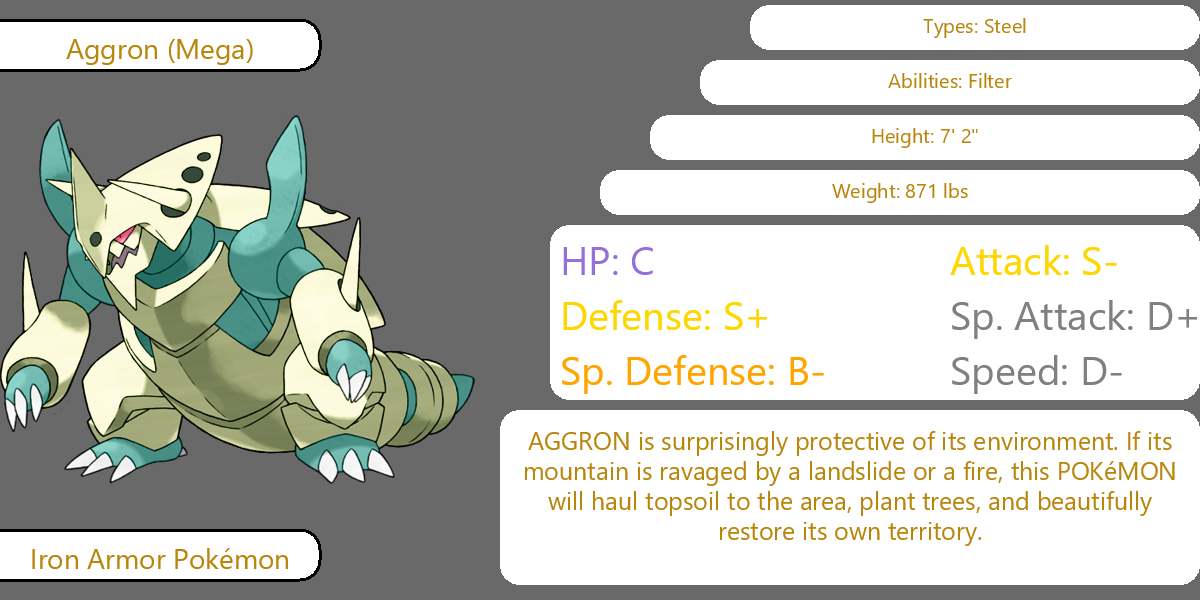 Aggron (Mega)
Types: Steel
Abilities: Filter
Height: 7' 2"
Weight: 871 lbs
HP: C
Attack: S-
Defense: S+
Sp. Attack: D+
Sp. Defense: B-
Speed: D-
AGGRON is surprisingly protective of its environment. If its
mountain is ravaged by a landslide or a fire, this POKéMON
will haul topsoil to the area, plant trees, and beautifully
restore its own territory.
Iron Armor Pokémon